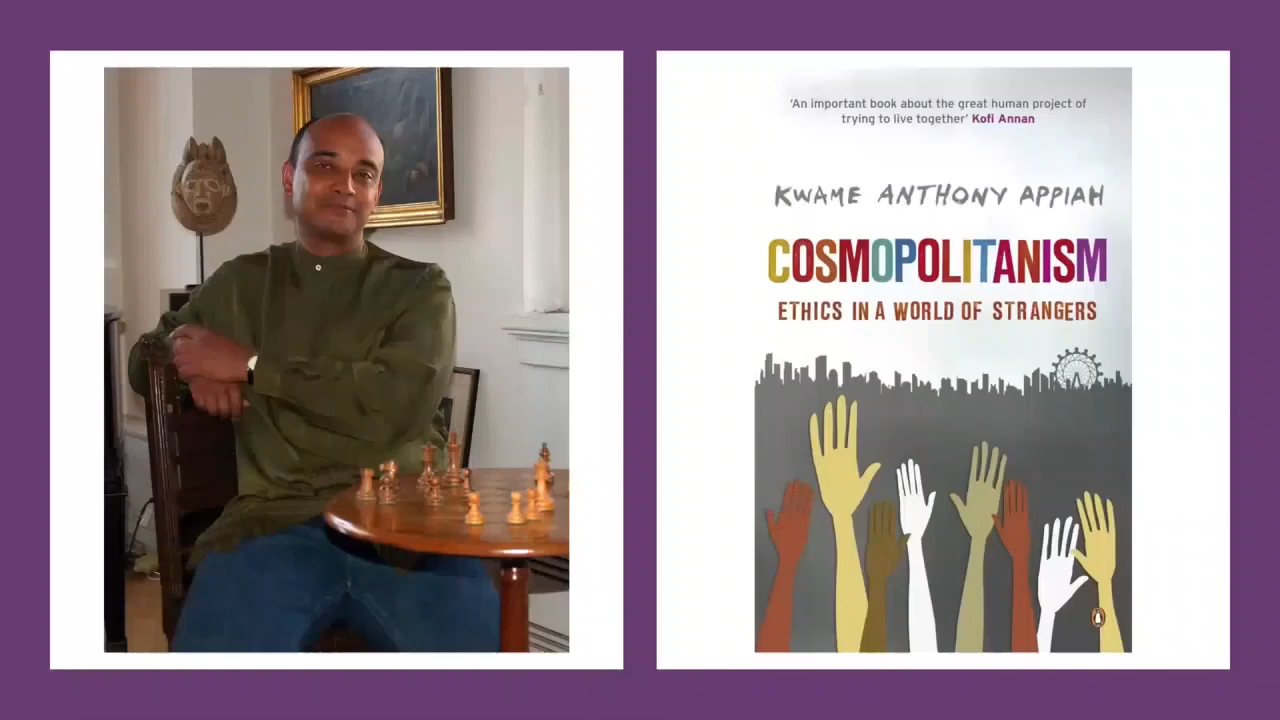 ‘An important book about the great human project of
trying to live together’ Kofi Annan
KWAME ANTHONY APPIAH
COSMOPOLITANISM
ETHICS IN A WORLD OF STRANGERS